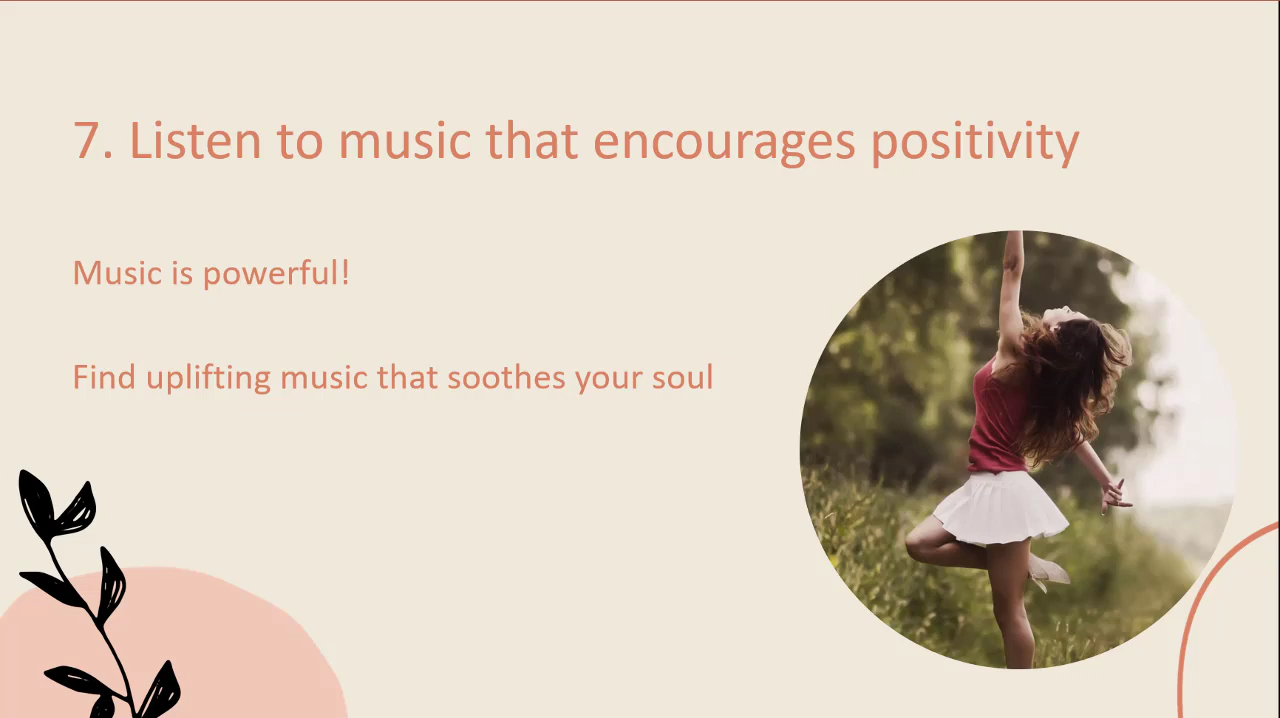 7. Listen to music that encourages positivity
Music is powerful!
Find uplifting music that soothes your soul